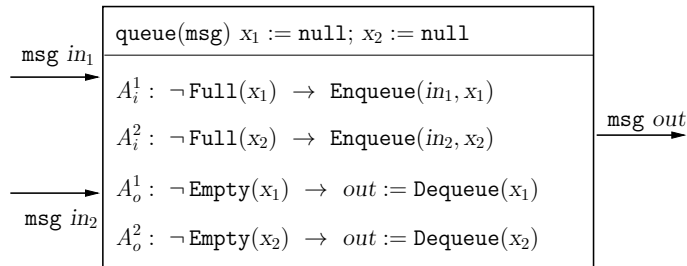 queue(msg) x₁ := null; x₂ := null
msg in₁
A¹ᵢ : ¬ Full(x₁) → Enqueue(in₁, x₁)
A²ᵢ : ¬ Full(x₂) → Enqueue(in₂, x₂)
msg out
A¹ₒ : ¬ Empty(x₁) → out := Dequeue(x₁)
msg in₂
A²ₒ : ¬ Empty(x₂) → out := Dequeue(x₂)